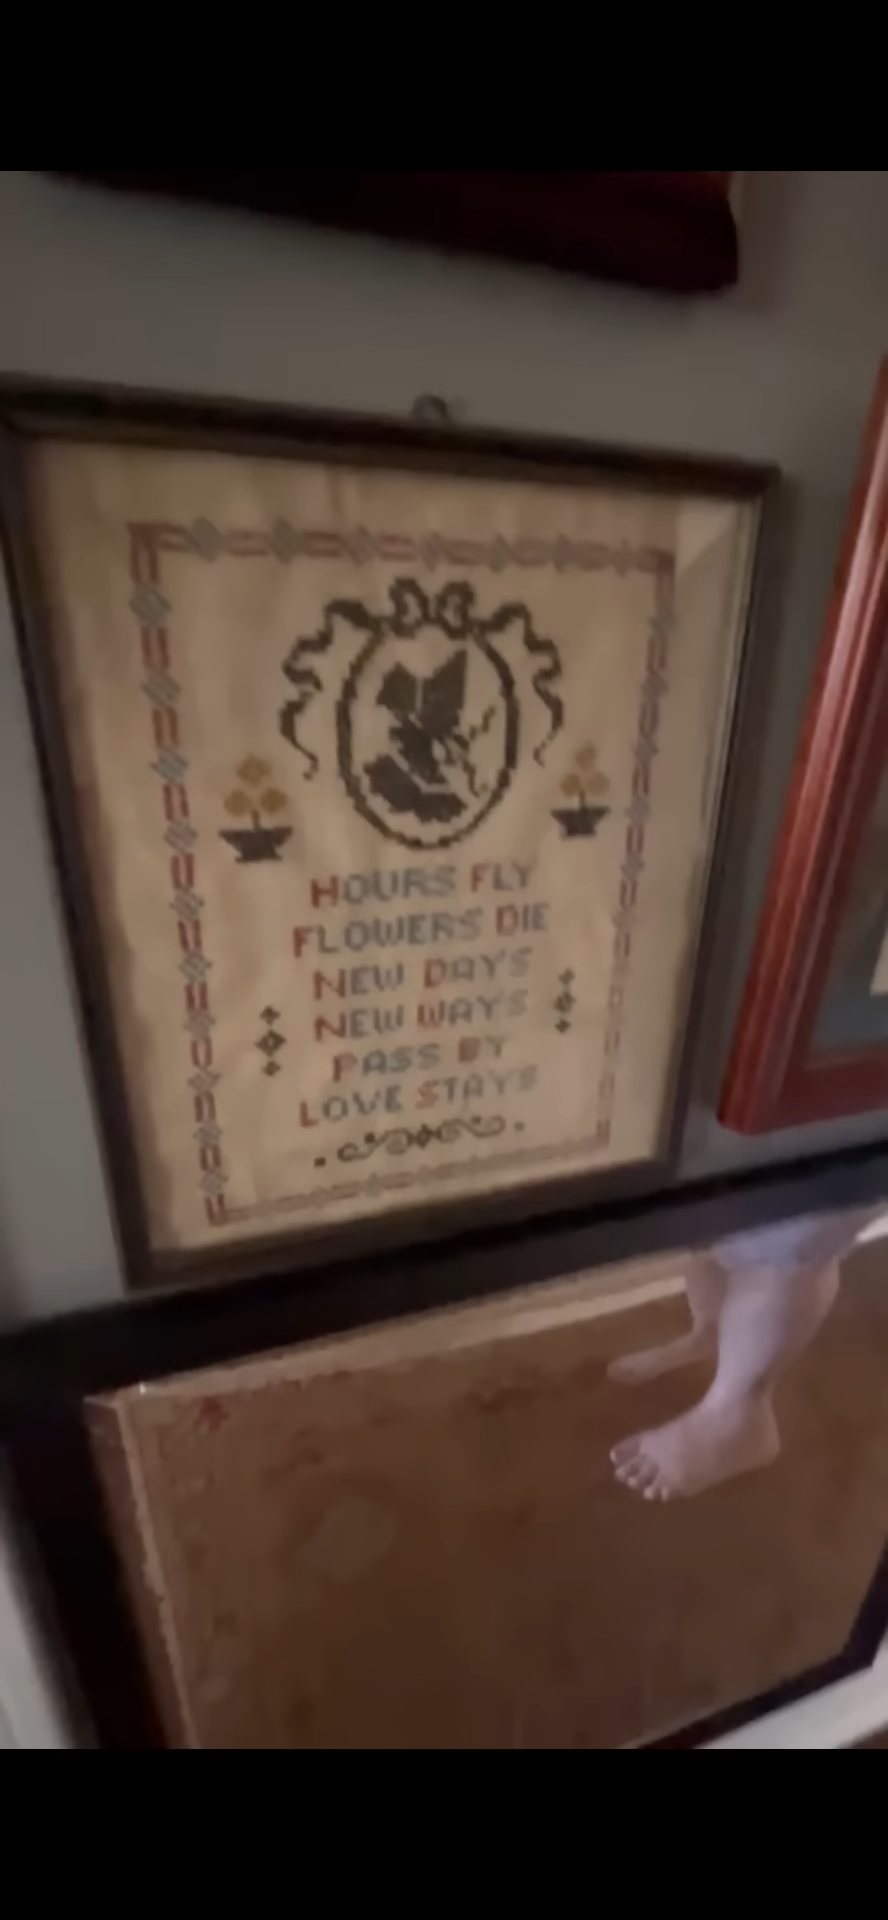 HOURS FLY
FLOWERS DIE
NEW DAYS
NEW WAYS
PASS BY
LOVE STAYS